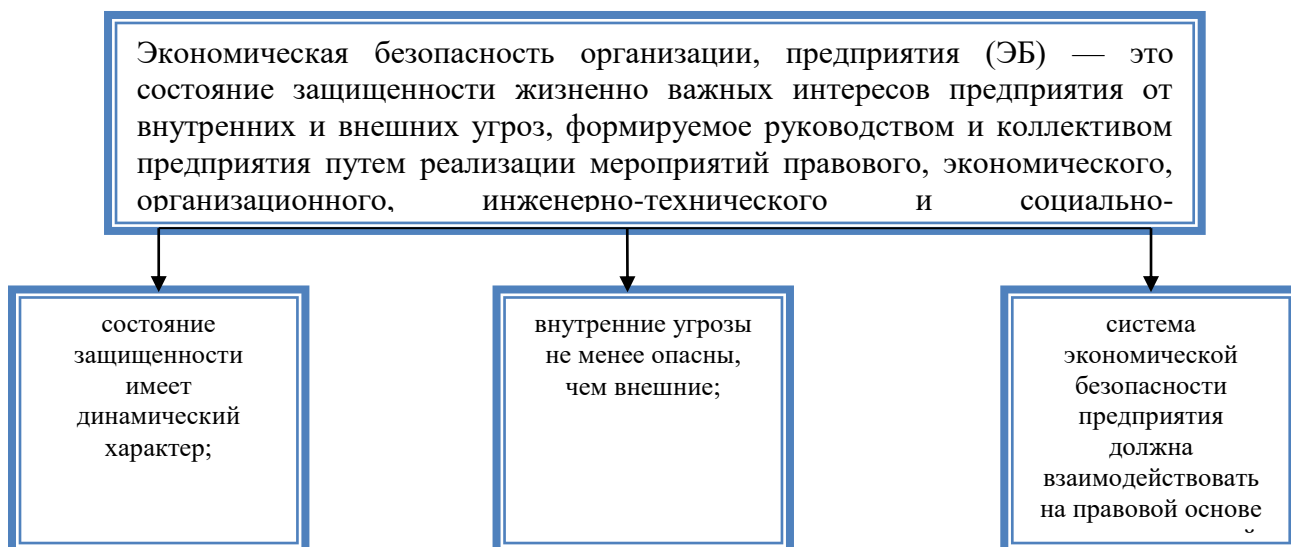 Экономическая безопасность организации, предприятия (ЭБ) — это
состояние защищенности жизненно важных интересов предприятия от
внутренних и внешних угроз, формируемое руководством и коллективом
предприятия путем реализации мероприятий правового, экономического,
организационного, инженерно-технического и социально-
состояние
защищенности
имеет
динамический
характер;
внутренние угрозы
не менее опасны,
чем внешние;
система
экономической
безопасности
предприятия
должна
взаимодействовать
на правовой основе